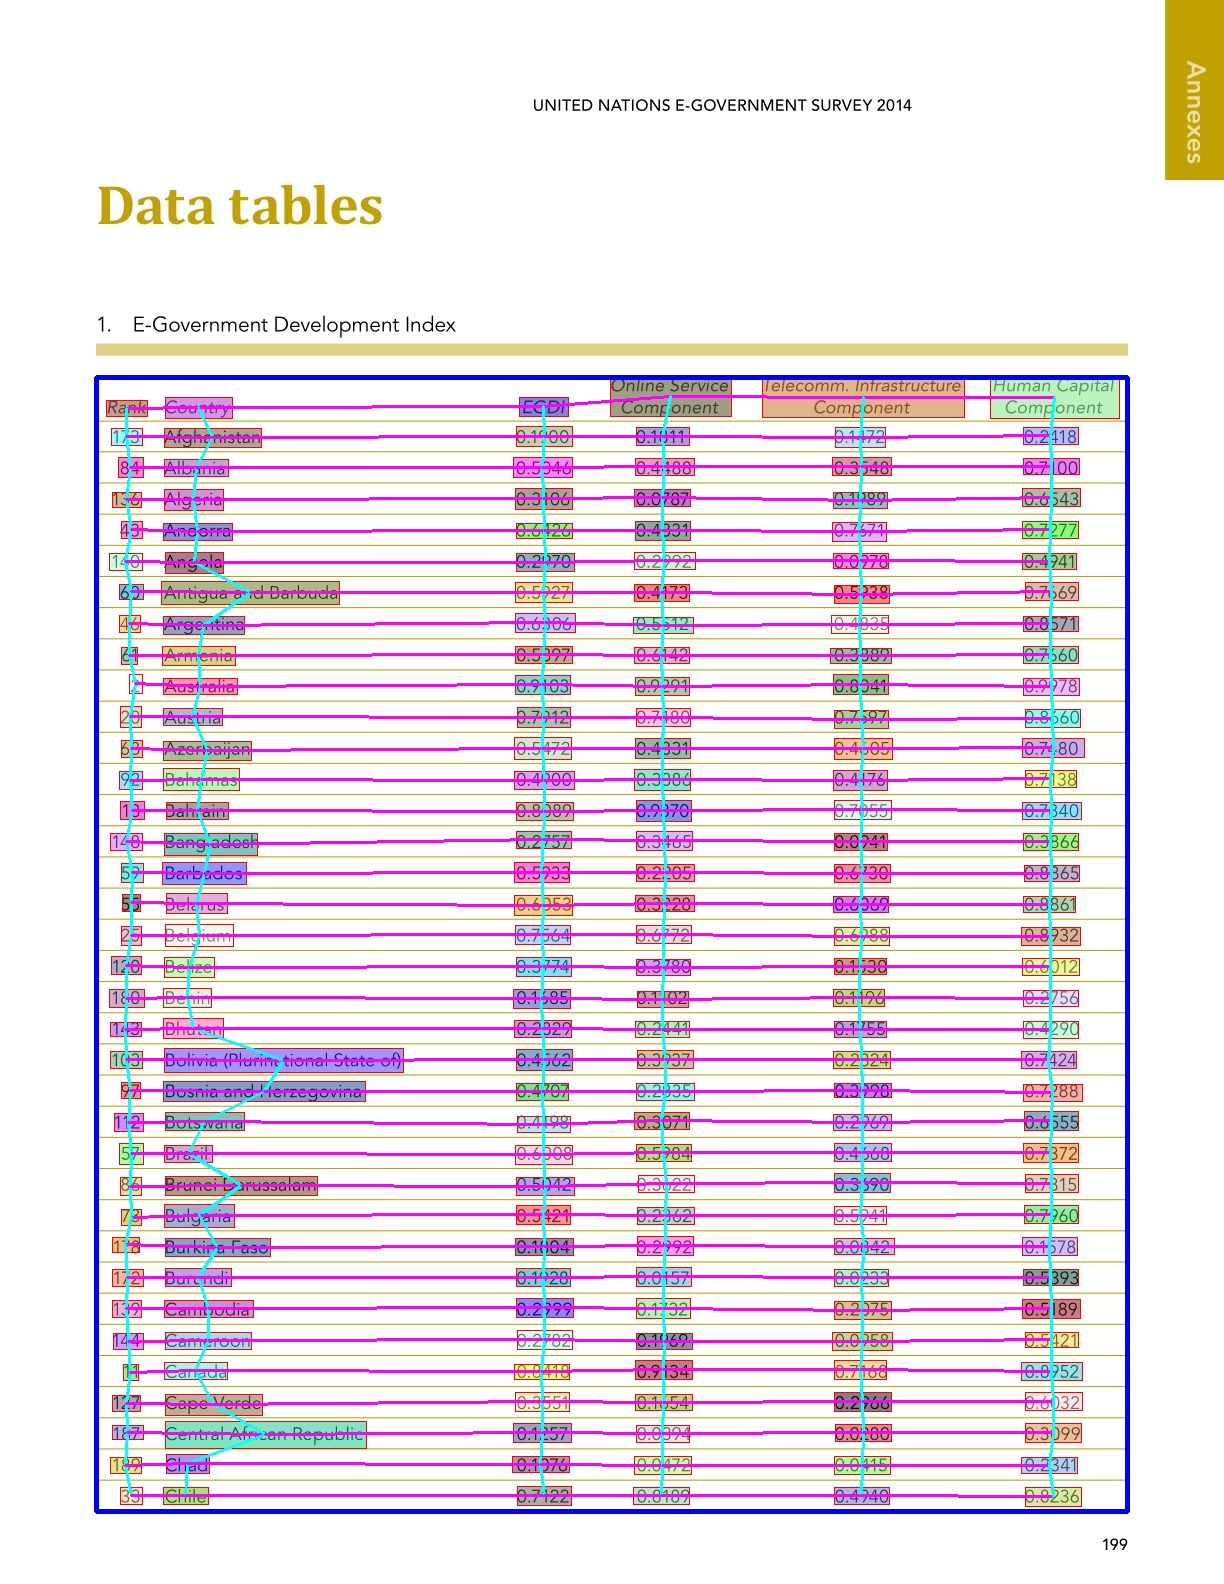 Annexes
UNITED NATIONS E-GOVERNMENT SURVEY 2014
Data tables
1. E-Government Development Index
Rank Country EGDI Online Service Component Telecomm. Infrastructure Component Human Capital Component
173 Afghanistan 0.1900 0.1811 0.1472 0.2418
84 Albania 0.5046 0.4488 0.3548 0.7100
136 Algeria 0.3106 0.0787 0.1989 0.6543
43 Andorra 0.6426 0.4331 0.7671 0.7277
140 Angola 0.2970 0.2992 0.0978 0.4941
60 Antigua and Barbuda 0.5927 0.4173 0.5938 0.7669
46 Argentina 0.6306 0.5512 0.4835 0.8571
61 Armenia 0.5897 0.6142 0.3889 0.7660
2 Australia 0.9103 0.9291 0.8041 0.9978
20 Austria 0.7912 0.7480 0.7597 0.8660
68 Azerbaijan 0.5472 0.4331 0.4605 0.7480
92 Bahamas 0.4900 0.3386 0.4176 0.7138
18 Bahrain 0.8089 0.9370 0.7055 0.7840
148 Bangladesh 0.2757 0.3465 0.0941 0.3866
59 Barbados 0.5933 0.2205 0.6730 0.8865
55 Belarus 0.6053 0.3228 0.6069 0.8861
25 Belgium 0.7564 0.6772 0.6988 0.8932
120 Belize 0.3774 0.3780 0.1530 0.6012
180 Benin 0.1685 0.1102 0.1196 0.2756
143 Bhutan 0.2829 0.2441 0.1755 0.4290
103 Bolivia (Plurinational State of) 0.4562 0.3937 0.2324 0.7424
97 Bosnia and Herzegovina 0.4707 0.2835 0.3998 0.7288
112 Botswana 0.4198 0.3071 0.2969 0.6555
57 Brazil 0.6008 0.5984 0.4668 0.7372
86 Brunei Darussalam 0.5042 0.3622 0.3690 0.7815
73 Bulgaria 0.5421 0.2362 0.5941 0.7960
178 Burkina Faso 0.1804 0.2992 0.0842 0.1578
172 Burundi 0.1928 0.0157 0.0233 0.5393
139 Cambodia 0.2999 0.1732 0.2075 0.5189
144 Cameroon 0.2782 0.1969 0.0958 0.5421
11 Canada 0.8418 0.9134 0.7168 0.8952
127 Cape Verde 0.3551 0.1654 0.2966 0.6032
187 Central African Republic 0.1257 0.0394 0.0280 0.3099
189 Chad 0.1076 0.0472 0.0415 0.2341
33 Chile 0.7122 0.8189 0.4940 0.8236
199